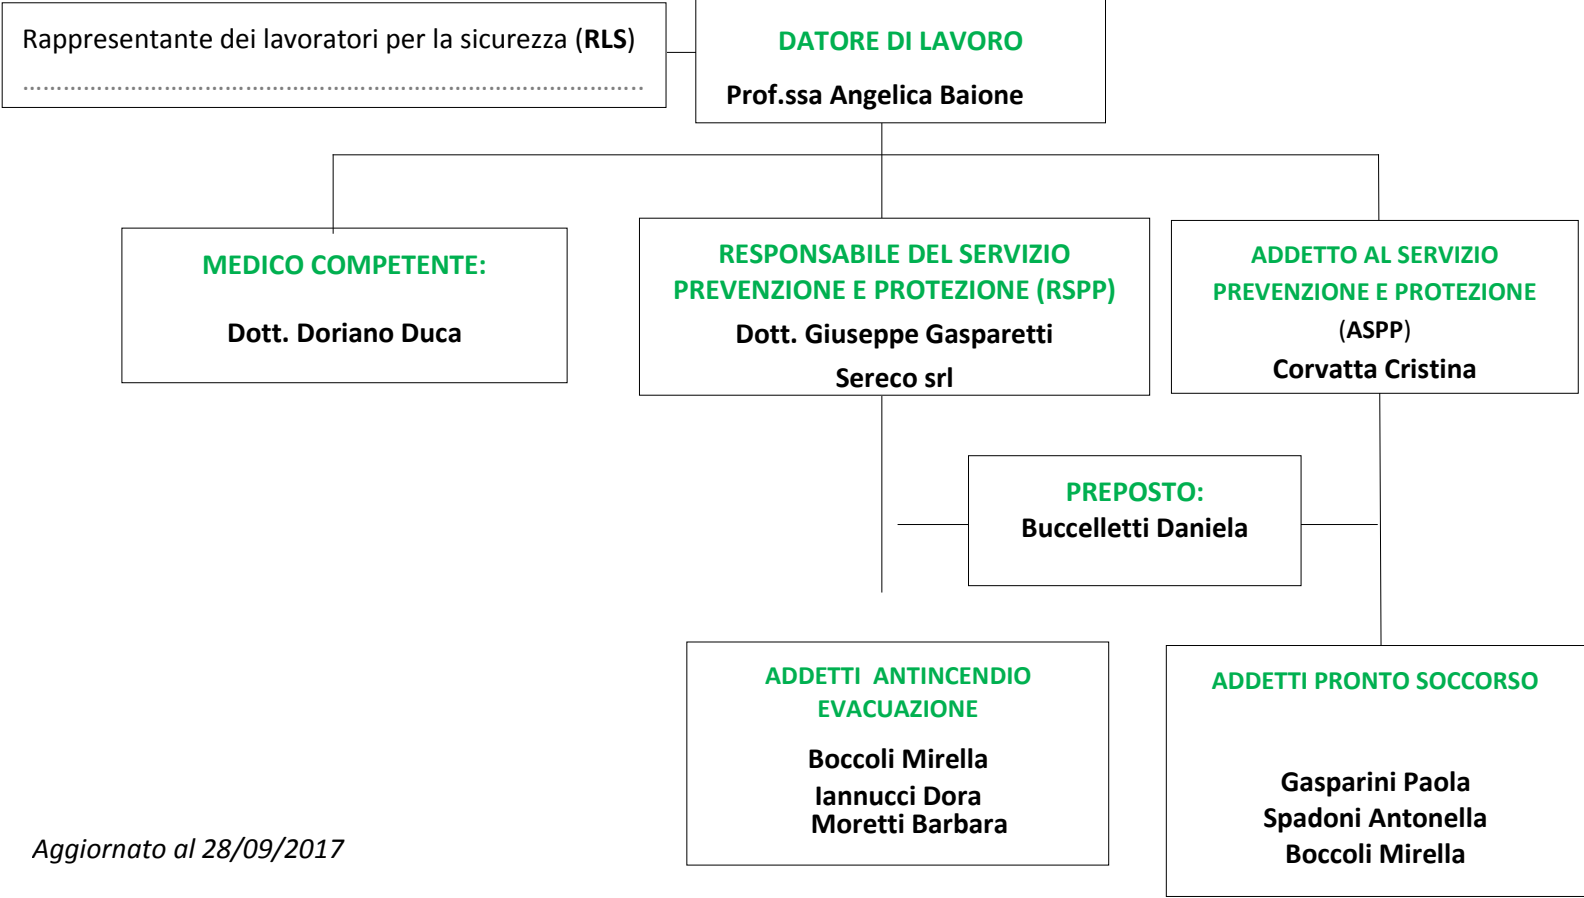 Rappresentante dei lavoratori per la sicurezza (RLS)
……………………………………………………………………………………..
DATORE DI LAVORO
Prof.ssa Angelica Baione
MEDICO COMPETENTE:
Dott. Doriano Duca
RESPONSABILE DEL SERVIZIO
PREVENZIONE E PROTEZIONE (RSPP)
Dott. Giuseppe Gasparetti
Sereco srl
ADDETTO AL SERVIZIO
PREVENZIONE E PROTEZIONE
(ASPP)
Corvatta Cristina
PREPOSTO:
Buccelletti Daniela
ADDETTI  ANTINCENDIO
EVACUAZIONE
Boccoli Mirella
Iannucci Dora
Moretti Barbara
ADDETTI PRONTO SOCCORSO
Gasparini Paola
Spadoni Antonella
Boccoli Mirella
Aggiornato al 28/09/2017